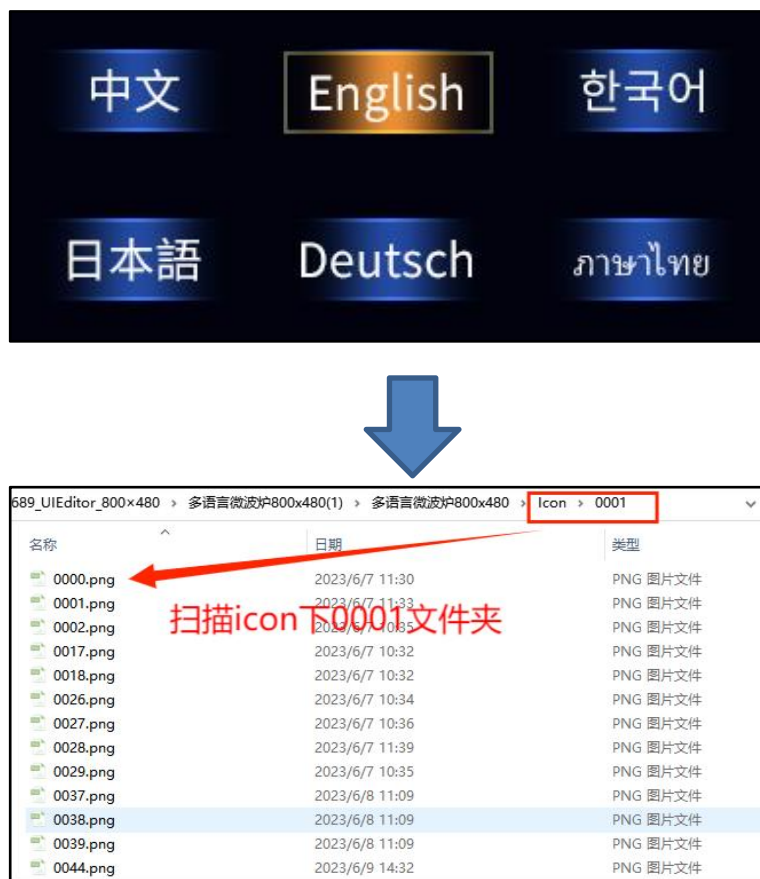 中文 English 한국어
日本語 Deutsch ภาษาไทย
689_UIEditor_800×480 › 多语言微波炉800x480(1) › 多语言微波炉800x480 › Icon › 0001
名称 日期 类型
0000.png 2023/6/7 11:30 PNG 图片文件
0001.png 2023/6/7 11:33 PNG 图片文件
扫描icon下0001文件夹
0002.png 2023/6/7 10:35 PNG 图片文件
0017.png 2023/6/7 10:32 PNG 图片文件
0018.png 2023/6/7 10:32 PNG 图片文件
0026.png 2023/6/7 10:34 PNG 图片文件
0027.png 2023/6/7 10:36 PNG 图片文件
0028.png 2023/6/7 11:39 PNG 图片文件
0029.png 2023/6/7 10:35 PNG 图片文件
0037.png 2023/6/8 11:09 PNG 图片文件
0038.png 2023/6/8 11:09 PNG 图片文件
0039.png 2023/6/8 11:09 PNG 图片文件
0044.png 2023/6/9 14:32 PNG 图片文件